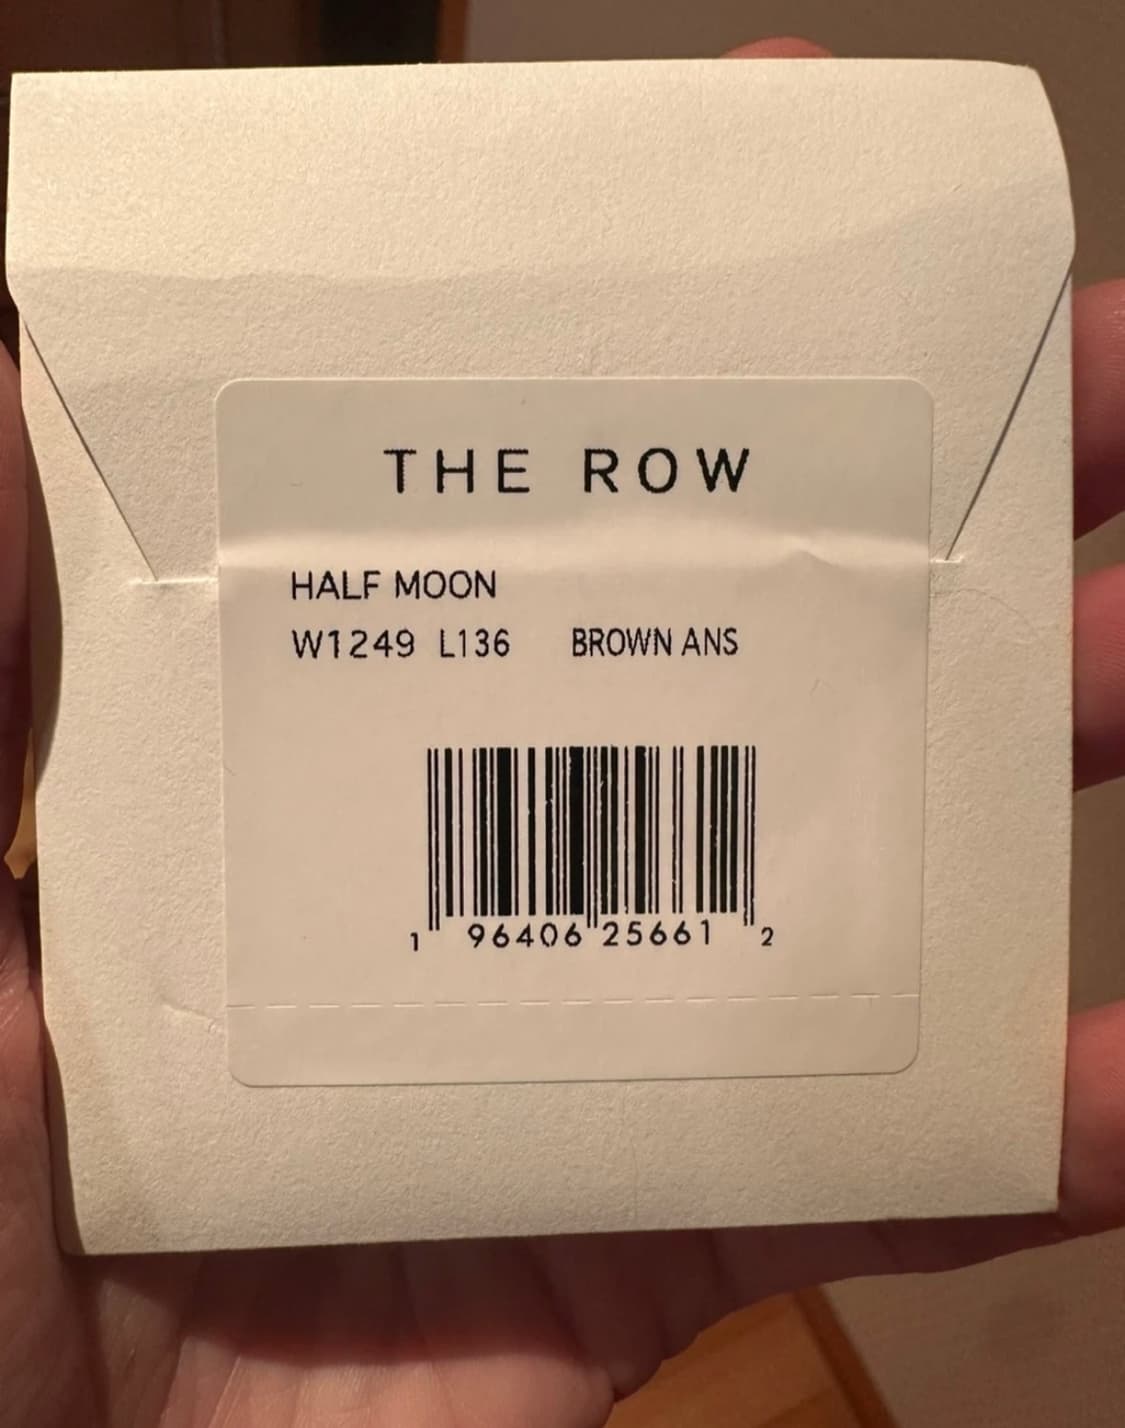 THE ROW
HALF MOON
W1249 L136 BROWN ANS
1 96406 25661 2